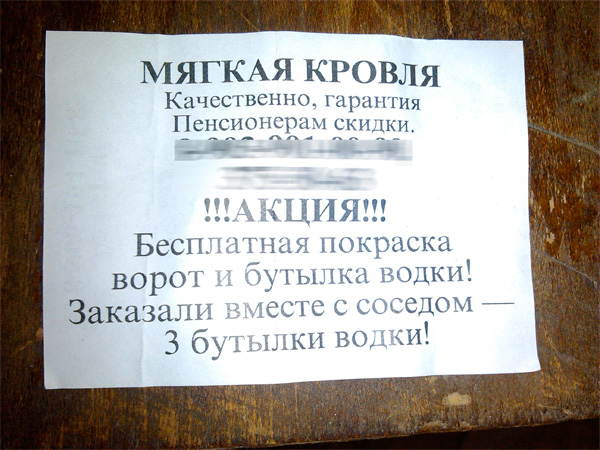 МЯГКАЯ КРОВЛЯ
Качественно, гарантия
Пенсионерам скидки.
!!!АКЦИЯ!!!
Бесплатная покраска
ворот и бутылка водки!
Заказали вместе с соседом —
3 бутылки водки!